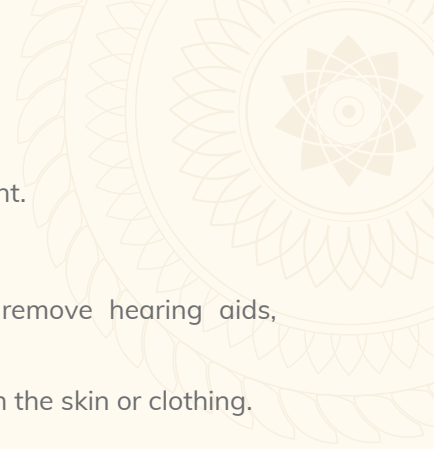 nt.
remove hearing aids,
n the skin or clothing.